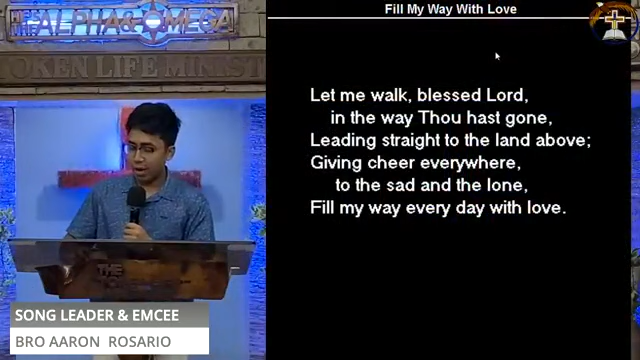 Fill My Way With Love
ALPHA & OMEGA
OKEN LIFE MINIST
Let me walk, blessed Lord,
in the way Thou hast gone,
Leading straight to the land above;
Giving cheer everywhere,
to the sad and the lone,
Fill my way every day with love.
THE
SONG LEADER & EMCEE
BRO AARON ROSARIO